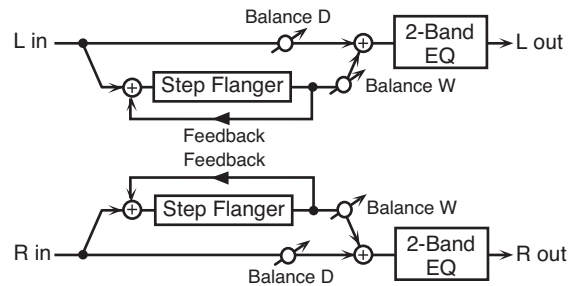 Balance D
L in
2-Band
EQ
L out
Step Flanger
Balance W
Feedback
Feedback
Step Flanger
Balance W
R in
2-Band
EQ
R out
Balance D